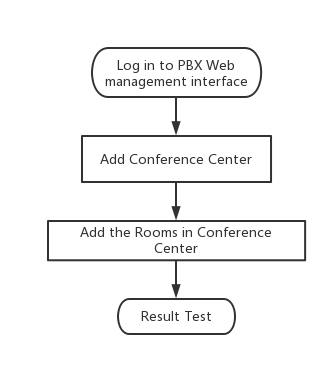 Log in to PBX Web
management interface
Add Conference Center
Add the Rooms in Conference
Center
Result Test